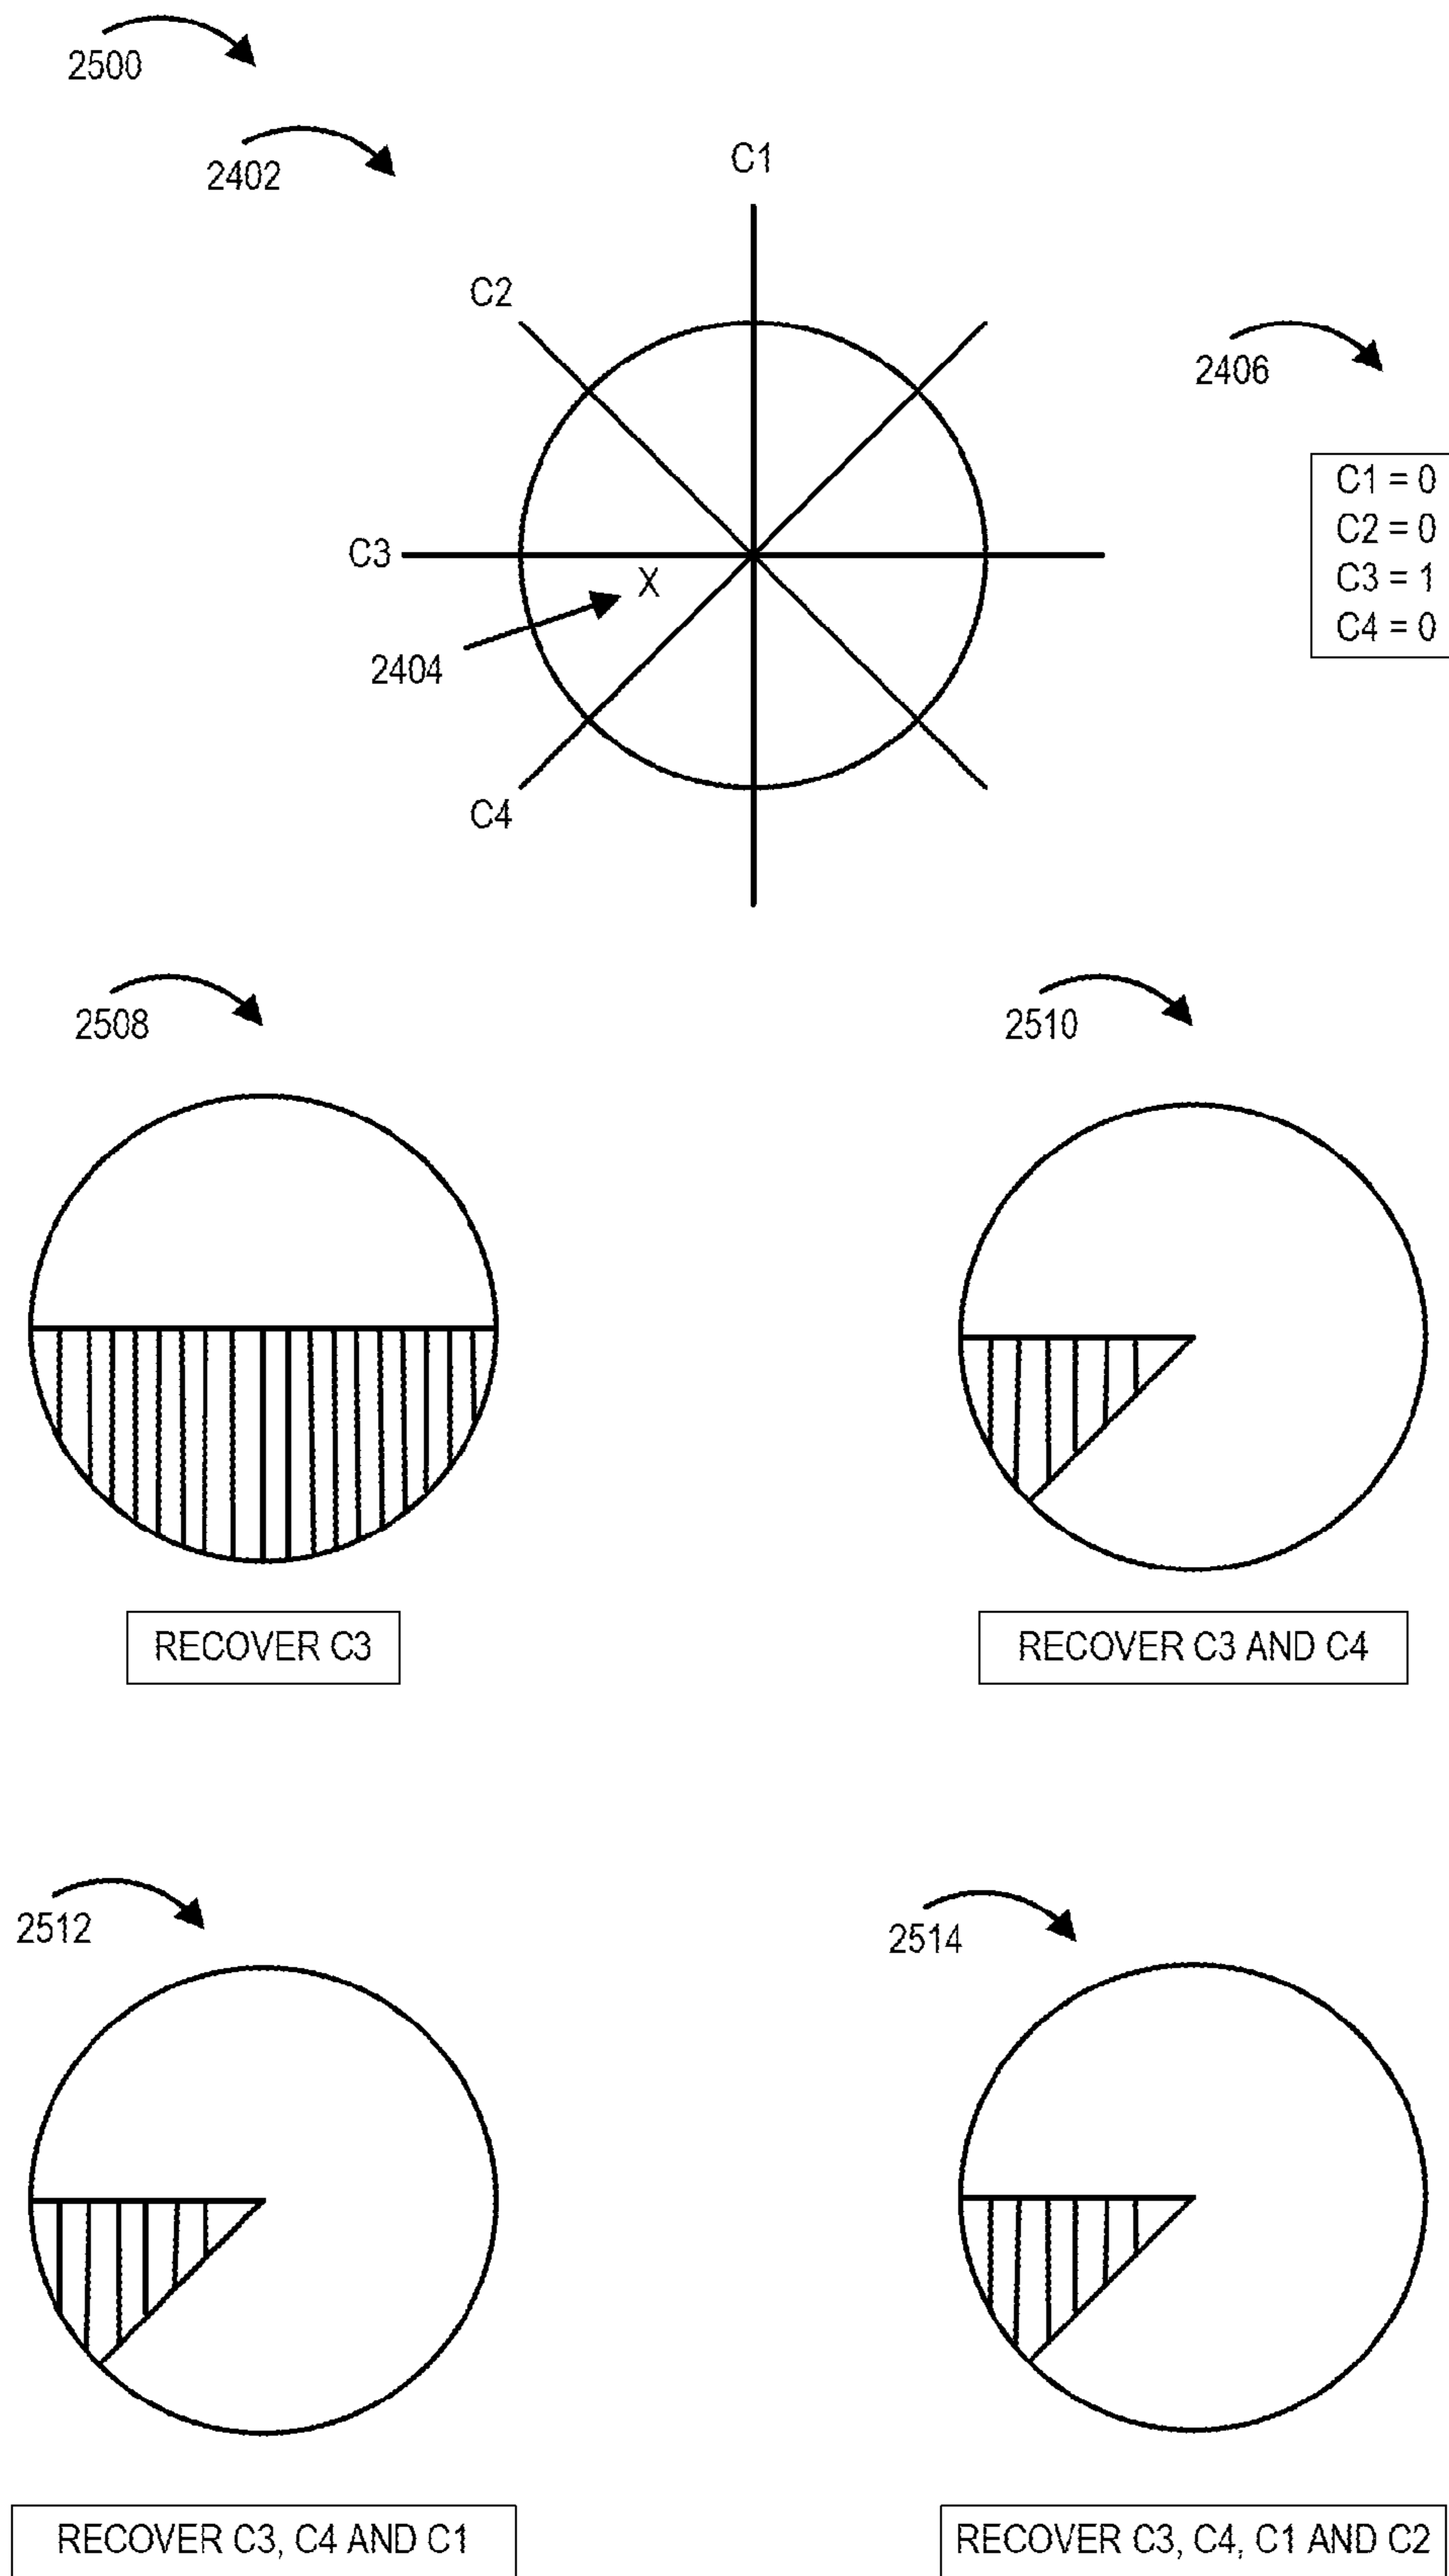 2500
2402
C1
C2
2406
C1 = 0
C2 = 0
C3 = 1
C4 = 0
C3
X
2404
C4
2508
2510
RECOVER C3
RECOVER C3 AND C4
2512
2514
RECOVER C3, C4 AND C1
RECOVER C3, C4, C1 AND C2